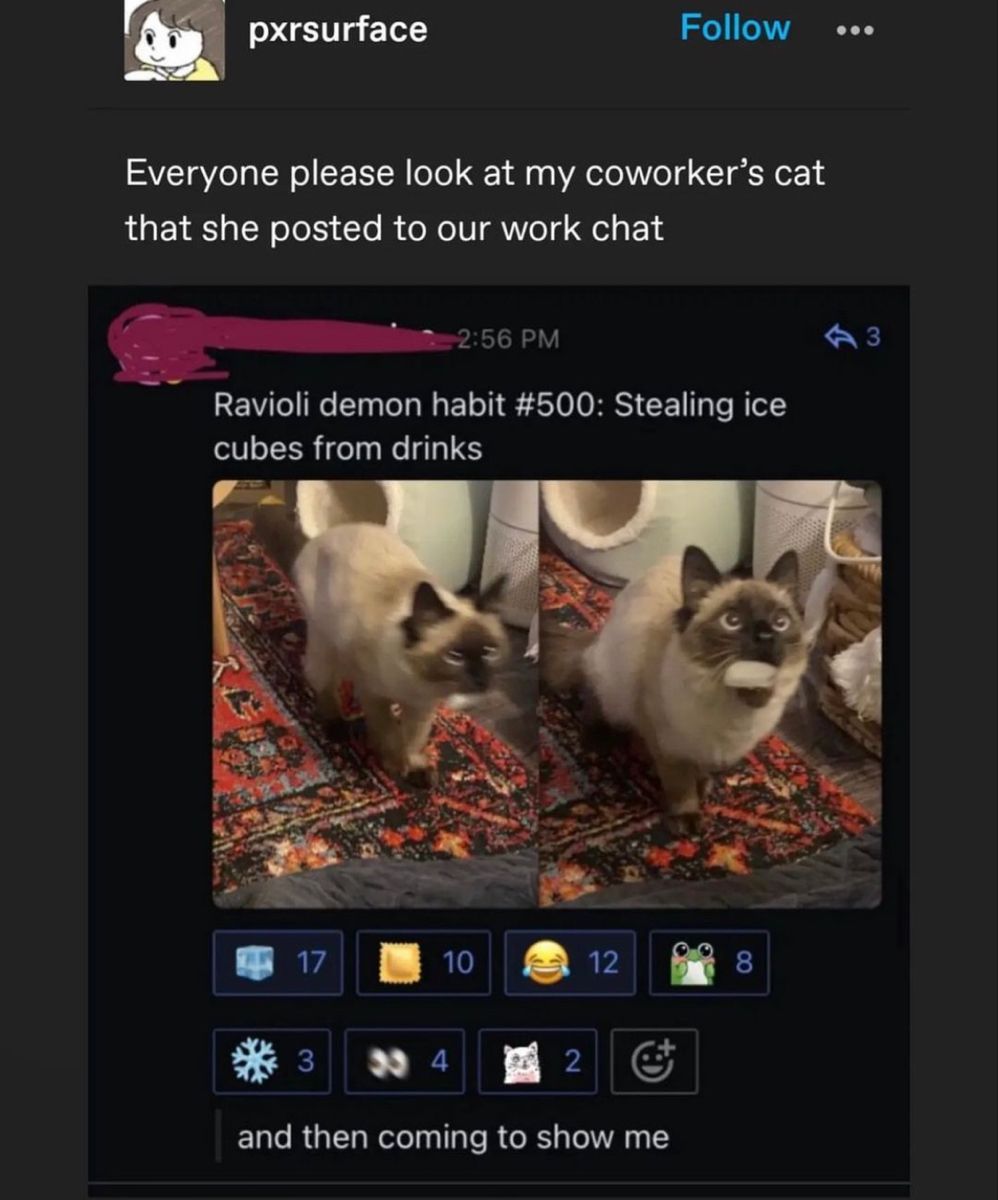 pxrsurface Follow
Everyone please look at my coworker’s cat
that she posted to our work chat
2:56 PM 3
Ravioli demon habit #500: Stealing ice
cubes from drinks
17 10 12 8
3 4 2
and then coming to show me